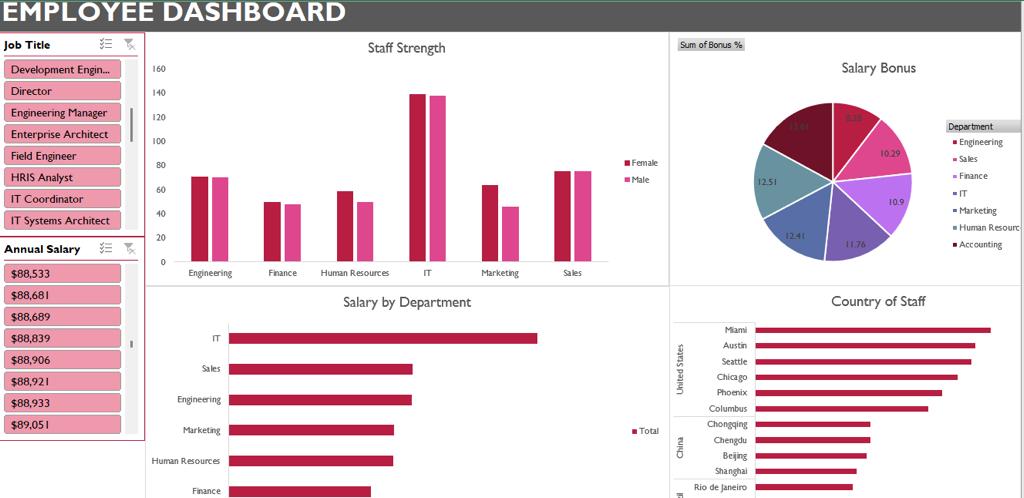 EMPLOYEE DASHBOARD
Job Title
Development Engin...
Director
Engineering Manager
Enterprise Architect
Field Engineer
HRIS Analyst
IT Coordinator
IT Systems Architect
Annual Salary
$88,533
$88,681
$88,689
$88,839
$88,906
$88,921
$88,933
$89,051
Staff Strength
160
140
120
100
80
60
40
20
0
Engineering Finance Human Resources IT Marketing Sales
Female
Male
Sum of Bonus %
Salary Bonus
10.29
10.9
11.76
12.41
12.51
Department
Engineering
Sales
Finance
IT
Marketing
Human Resourc
Accounting
Salary by Department
IT
Sales
Engineering
Marketing
Human Resources
Finance
Total
Country of Staff
United States
Miami
Austin
Seattle
Chicago
Phoenix
Columbus
China
Chongqing
Chengdu
Beijing
Shanghai
Rio de Janeiro